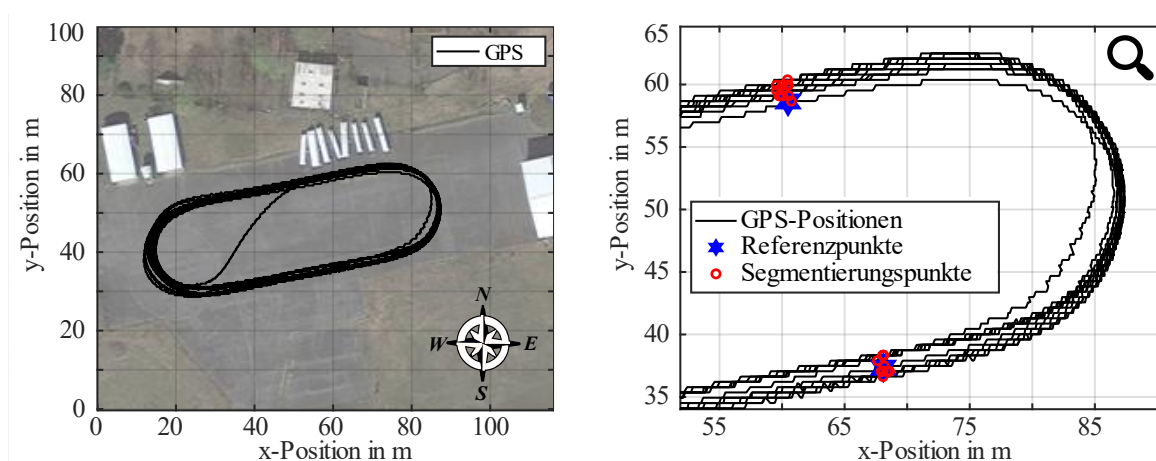 100
80
60
40
20
0
y-Position in m
GPS
N
W
E
S
0
20
40
60
80
100
x-Position in m
65
60
55
50
45
40
35
y-Position in m
GPS-Positionen
Referenzpunkte
Segmentierungspunkte
55
65
75
85
x-Position in m